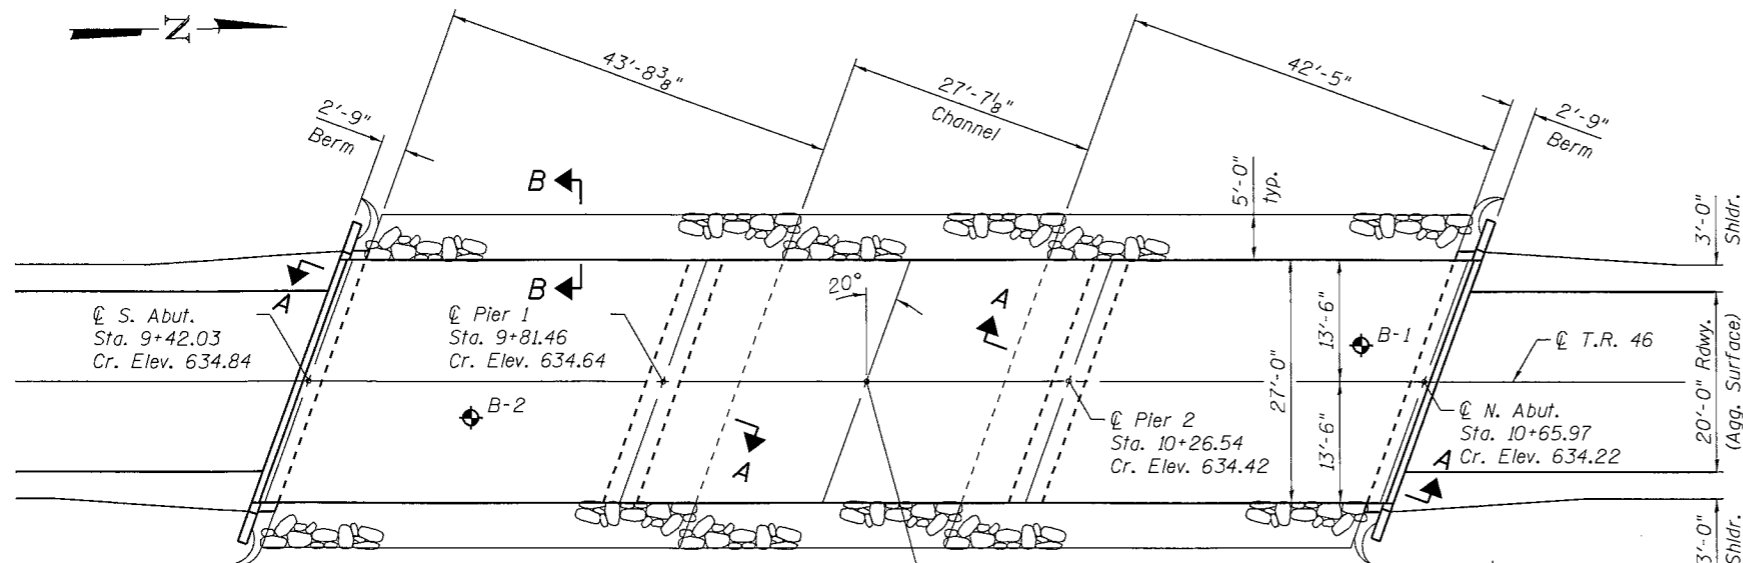 N
2'-9"
Berm
43'-8 3/8"
27'-7 1/8"
Channel
42'-5"
2'-9"
Berm
B
5'-0"
typ.
3'-0"
Shldr.
A
B
20°
A
℄ S. Abut.
Sta. 9+42.03
Cr. Elev. 634.84
℄ Pier 1
Sta. 9+81.46
Cr. Elev. 634.64
13'-6"
B-1
℄ T.R. 46
27'-0"
20'-0" Rdwy.
(Agg. Surface)
B-2
℄ Pier 2
Sta. 10+26.54
Cr. Elev. 634.42
13'-6"
℄ N. Abut.
Sta. 10+65.97
Cr. Elev. 634.22
A
A
3'-0"
Shldr.